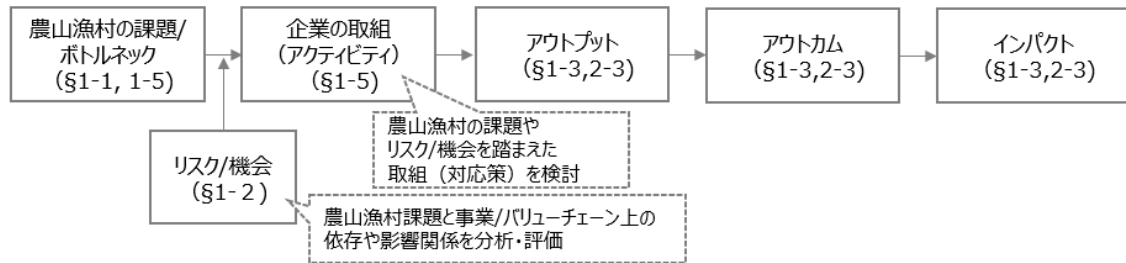 農山漁村の課題/
ボトルネック
(§1-1, 1-5)
企業の取組
(アクティビティ)
(§1-5)
アウトプット
(§1-3,2-3)
アウトカム
(§1-3,2-3)
インパクト
(§1-3,2-3)
農山漁村の課題や
リスク/機会を踏まえた
取組（対応策）を検討
リスク/機会
(§1-２)
農山漁村課題と事業/バリューチェーン上の
依存や影響関係を分析・評価